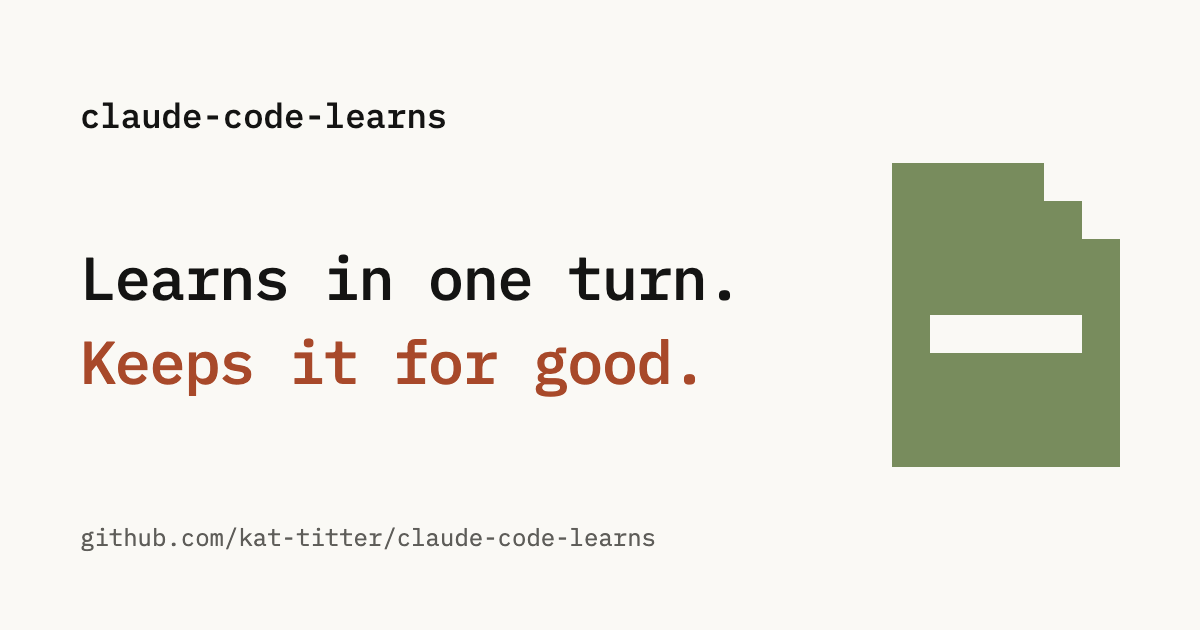 claude-code-learns
Learns in one turn.
Keeps it for good.
github.com/kat-titter/claude-code-learns